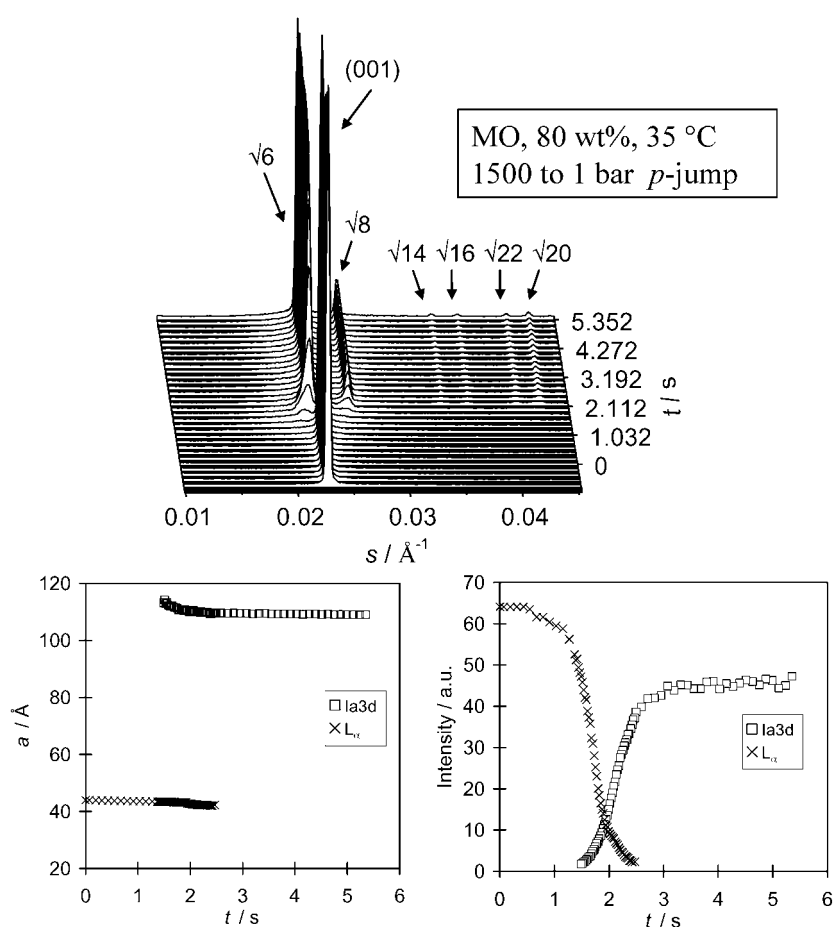 (001)
MO, 80 wt%, 35 °C
1500 to 1 bar p-jump
√6
√8
√14 √16 √22 √20
5.352
4.272
3.192
2.112
1.032
0
t / s
0.01 0.02 0.03 0.04
s / Å⁻¹
120
100
80
60
40
20
a / Å
Ia3d
Lα
0 1 2 3 4 5 6
t / s
70
60
50
40
30
20
10
0
Intensity / a.u.
Ia3d
Lα
0 1 2 3 4 5 6
t / s